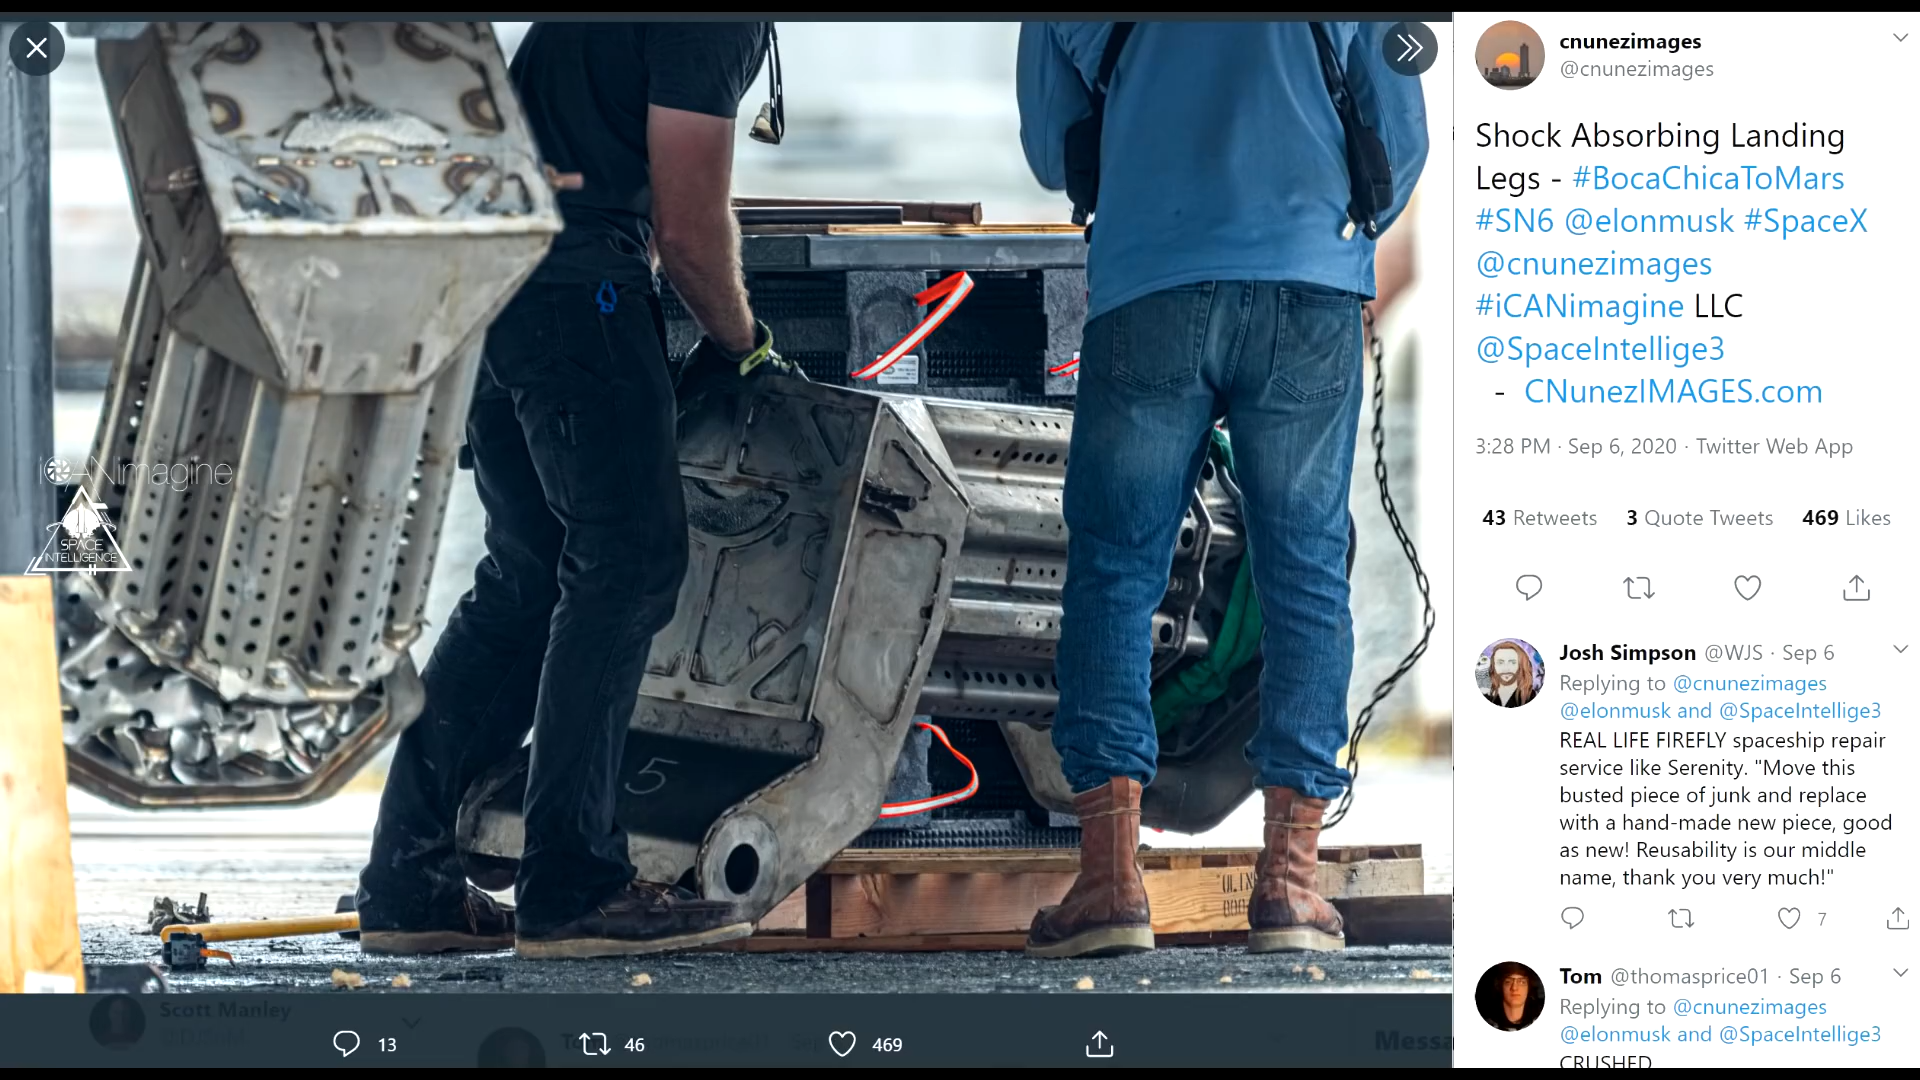 cnunezimages
@cnunezimages
Shock Absorbing Landing
Legs - #BocaChicaToMars
#SN6 @elonmusk #SpaceX
@cnunezimages
#iCANimagine LLC
@SpaceIntellige3
- CNunezIMAGES.com
3:28 PM · Sep 6, 2020 · Twitter Web App
43 Retweets 3 Quote Tweets 469 Likes
Josh Simpson @WJS · Sep 6
Replying to @cnunezimages
@elonmusk and @SpaceIntellige3
REAL LIFE FIREFLY spaceship repair
service like Serenity. "Move this
busted piece of junk and replace
with a hand-made new piece, good
as new! Reusability is our middle
name, thank you very much!"
7
Tom @thomasprice01 · Sep 6
Replying to @cnunezimages
@elonmusk and @SpaceIntellige3
CRUSHED
iCANimagine
SPACE
INTELLIGENCE
5
Scott Manley
13 46 469